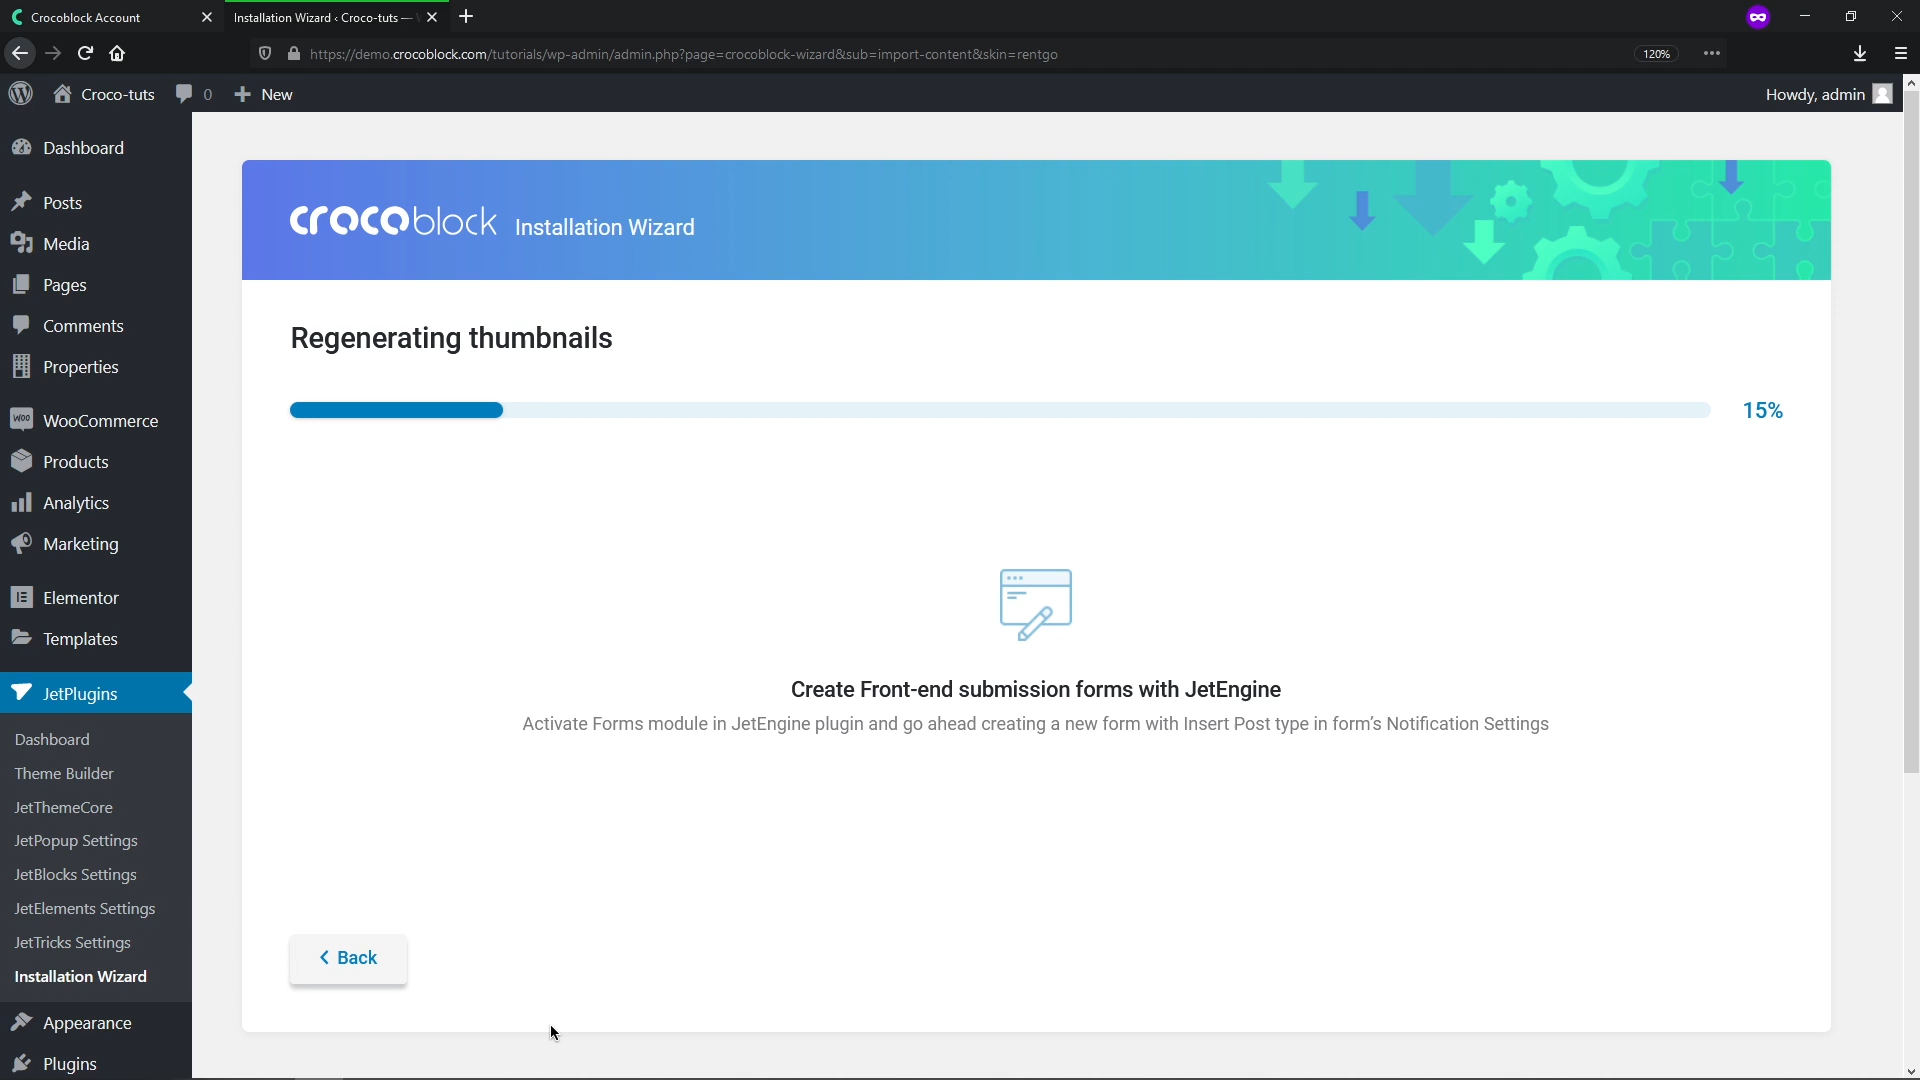 Crocoblock Account
Installation Wizard ‹ Croco-tuts —
https://demo.crocoblock.com/tutorials/wp-admin/admin.php?page=crocoblock-wizard&sub=import-content&skin=rentgo
120%
Croco-tuts
0
New
Howdy, admin
Dashboard
Posts
Media
Pages
Comments
Properties
WOO
WooCommerce
Products
Analytics
Marketing
Elementor
Templates
JetPlugins
Dashboard
Theme Builder
JetThemeCore
JetPopup Settings
JetBlocks Settings
JetElements Settings
JetTricks Settings
Installation Wizard
Appearance
Plugins
crocoblock Installation Wizard
Regenerating thumbnails
15%
Create Front-end submission forms with JetEngine
Activate Forms module in JetEngine plugin and go ahead creating a new form with Insert Post type in form's Notification Settings
Back